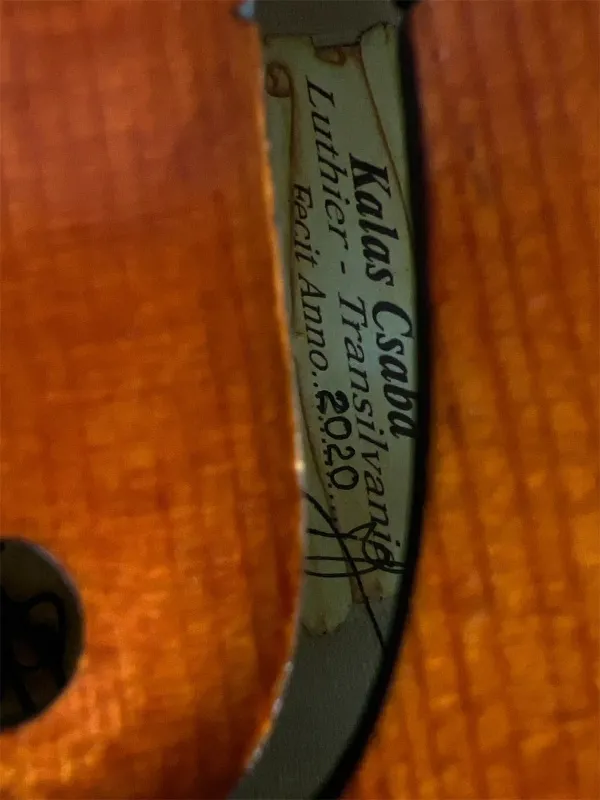 Kalas Csaba
Luthier - Transilvania
Fecit Anno..2020